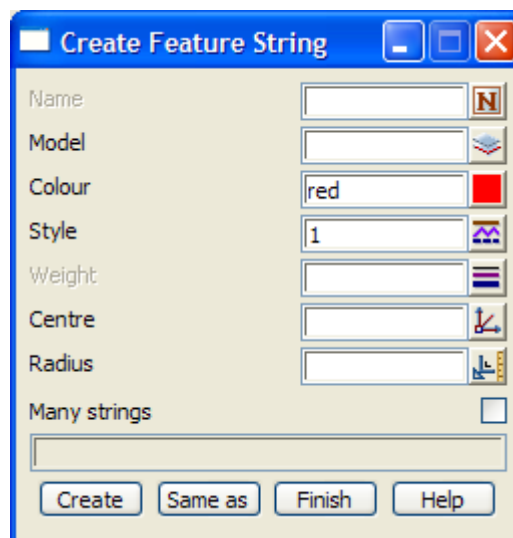 Create Feature String
Name N
Model
Colour red
Style 1
Weight
Centre
Radius
Many strings
Create Same as Finish Help